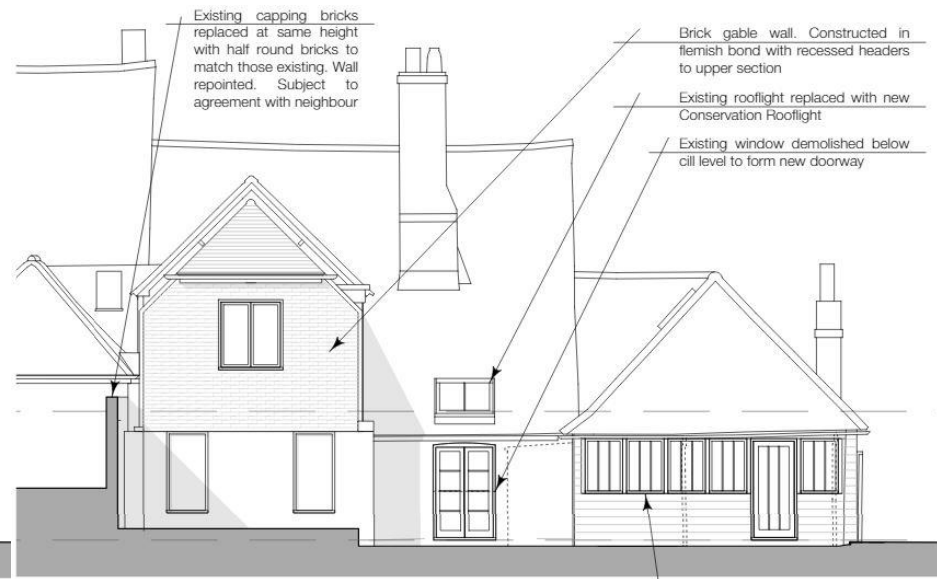 Existing capping bricks
replaced at same height
with half round bricks to
match those existing. Wall
repointed. Subject to
agreement with neighbour
Brick gable wall. Constructed in
flemish bond with recessed headers
to upper section
Existing rooflight replaced with new
Conservation Rooflight
Existing window demolished below
cill level to form new doorway